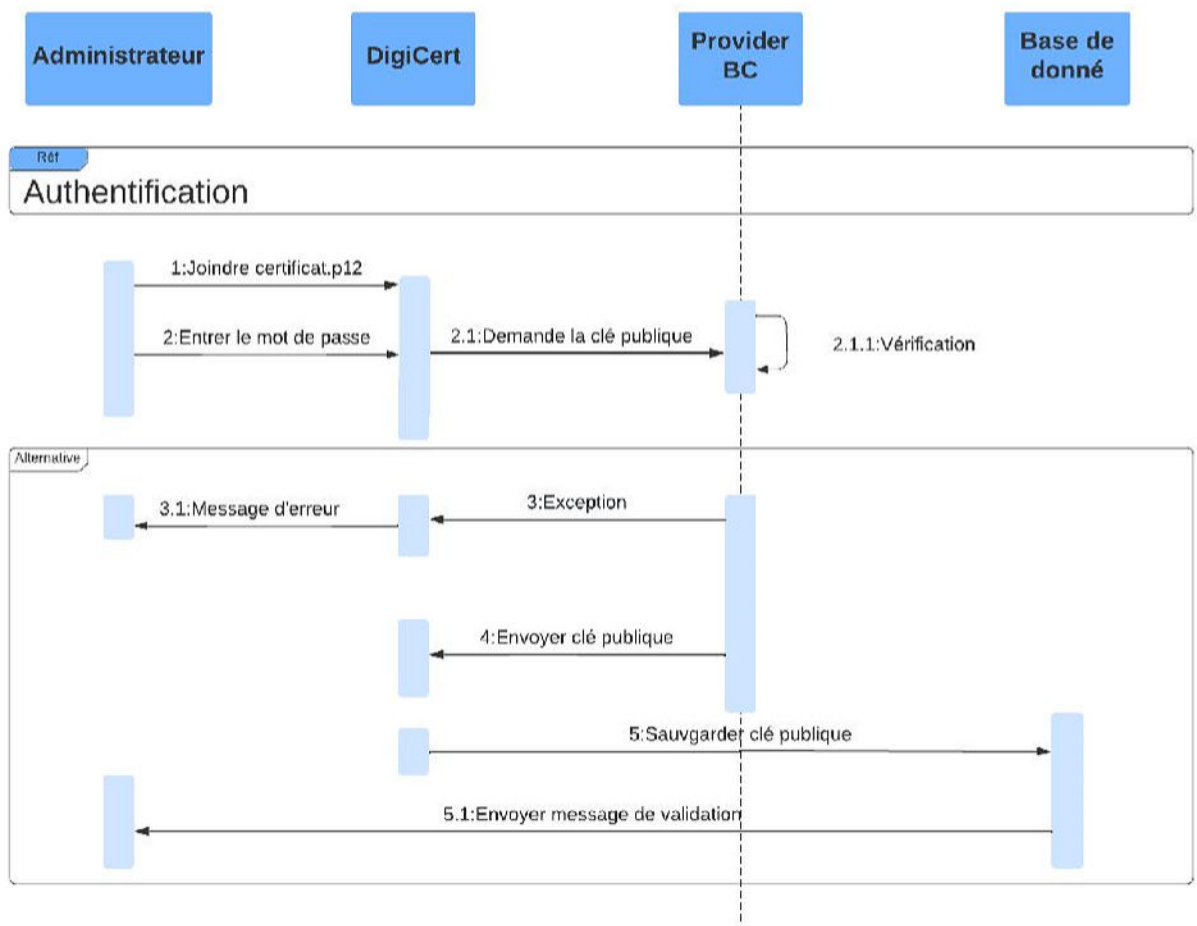 Administrateur
DigiCert
Provider
BC
Base de
donné
Réf
Authentification
1:Joindre certificat.p12
2:Entrer le mot de passe
2.1:Demande la clé publique
2.1.1:Vérification
Alternative
3.1:Message d'erreur
3:Exception
4:Envoyer clé publique
5:Sauvgarder clé publique
5.1:Envoyer message de validation